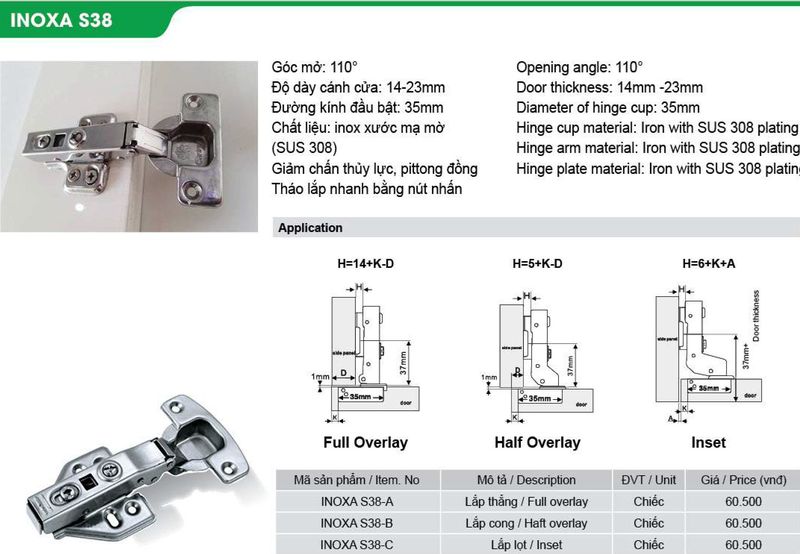 INOXA S38
Góc mở: 110°
Độ dày cánh cửa: 14-23mm
Đường kính đầu bật: 35mm
Chất liệu: inox xước mạ mờ
(SUS 308)
Giảm chấn thủy lực, pittong đồng
Tháo lắp nhanh bằng nút nhấn
Opening angle: 110°
Door thickness: 14mm -23mm
Diameter of hinge cup: 35mm
Hinge cup material: Iron with SUS 308 plating
Hinge arm material: Iron with SUS 308 plating
Hinge plate material: Iron with SUS 308 plating
Application
H=14+K-D
H
side panel
D
37mm
1mm
35mm
door
K
Full Overlay
H=5+K-D
H
side panel
D
37mm
1mm
35mm
door
K
Half Overlay
H=6+K+A
H
Door thickness
side panel
37mm+
35mm
door
K
A
Inset
Mã sản phẩm / Item. No Mô tả / Description ĐVT / Unit Giá / Price (vnđ)
INOXA S38-A Lắp thẳng / Full overlay Chiếc 60.500
INOXA S38-B Lắp cong / Haft overlay Chiếc 60.500
INOXA S38-C Lắp lọt / Inset Chiếc 60.500